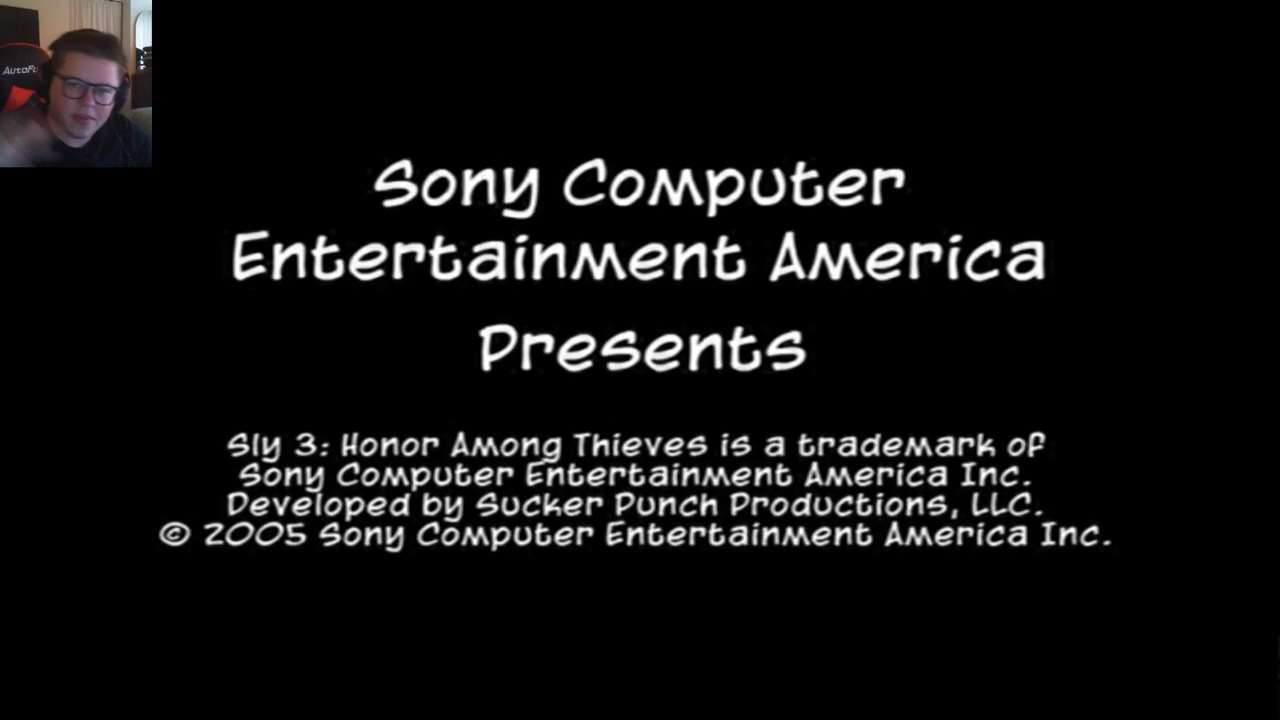 AutoFu
Sony Computer
Entertainment America
Presents
Sly 3: Honor Among Thieves is a trademark of
Sony Computer Entertainment America Inc.
Developed by Sucker Punch Productions, LLC.
© 2005 Sony Computer Entertainment America Inc.